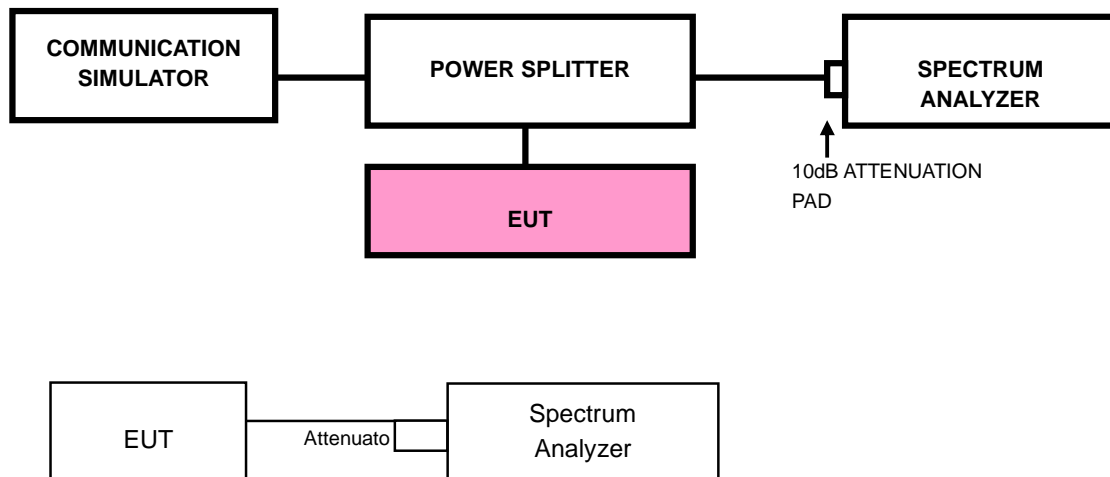 COMMUNICATION
SIMULATOR
POWER SPLITTER
SPECTRUM
ANALYZER
10dB ATTENUATION
PAD
EUT
EUT
Attenuato
Spectrum
Analyzer